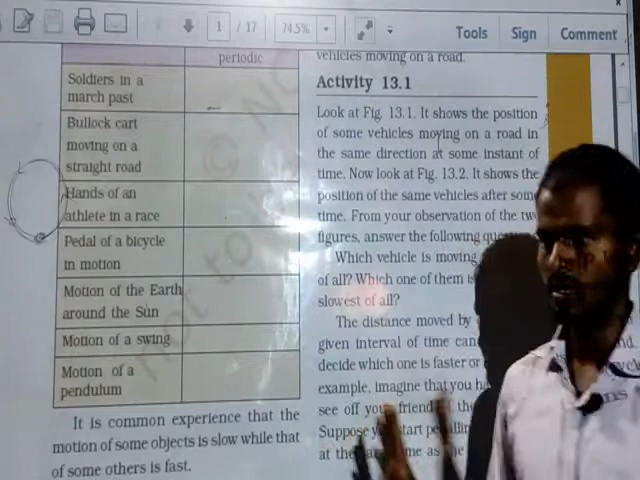 1 / 17
74.5%
Tools
Sign
Comment
periodic
Soldiers in a
march past
Bullock cart
moving on a
straight road
Hands of an
athlete in a race
Pedal of a bicycle
in motion
Motion of the Earth
around the Sun
Motion of a swing
Motion of a
pendulum
It is common experience that the
motion of some objects is slow while that
of some others is fast.
vehicles moving on a road.
Activity 13.1
Look at Fig. 13.1. It shows the position
of some vehicles moving on a road in
the same direction at some instant of
time. Now look at Fig. 13.2. It shows the
position of the same vehicles after some
time. From your observation of the two
figures, answer the following
Which vehicle is moving
of all? Which one of them is
slowest of all?
The distance moved by
given interval of time can
decide which one is faster or
example, imagine that you
see off your friend
Suppose
at the
not to
© NC